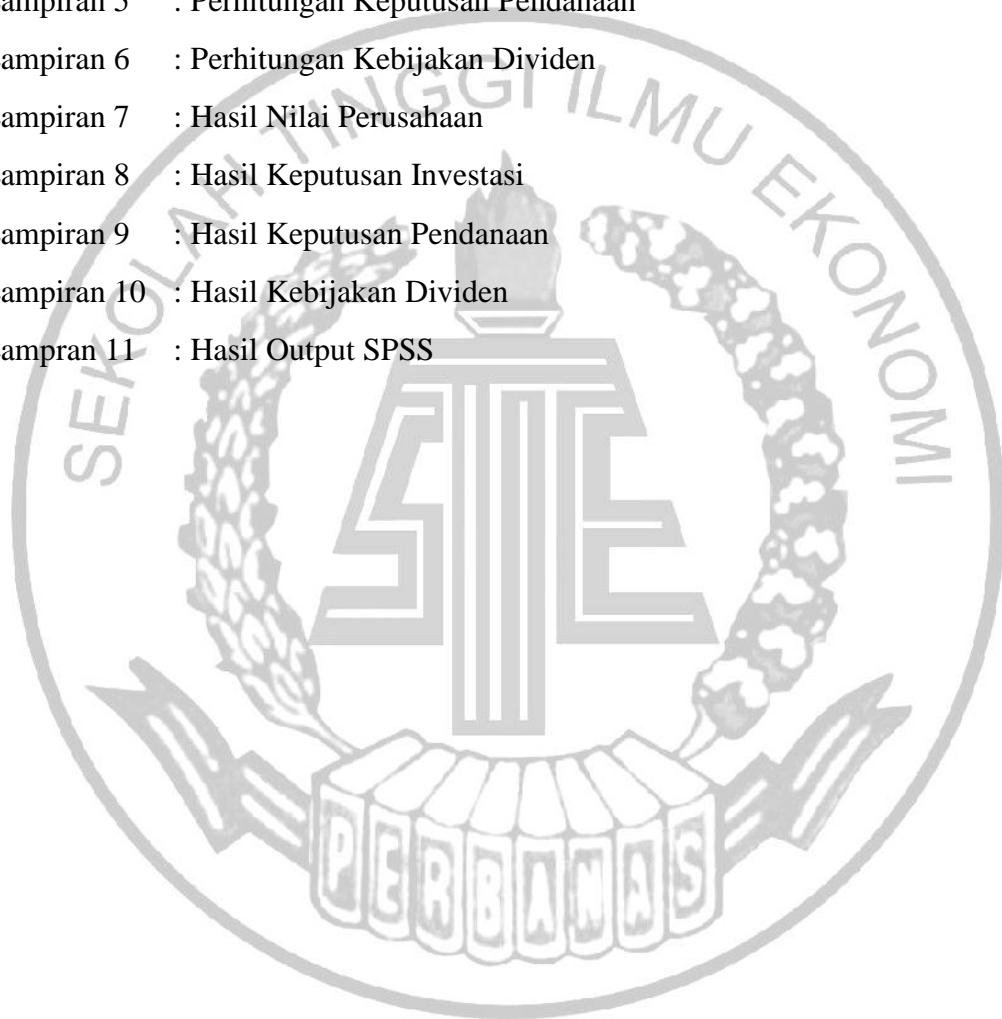 ampiran 5 : Perhitungan Keputusan Pendanaan
ampiran 6 : Perhitungan Kebijakan Dividen
ampiran 7 : Hasil Nilai Perusahaan
ampiran 8 : Hasil Keputusan Investasi
ampiran 9 : Hasil Keputusan Pendanaan
ampiran 10 : Hasil Kebijakan Dividen
ampran 11 : Hasil Output SPSS
SEKOLAH TINGGI ILMU EKONOMI
STIE
PERBANAS